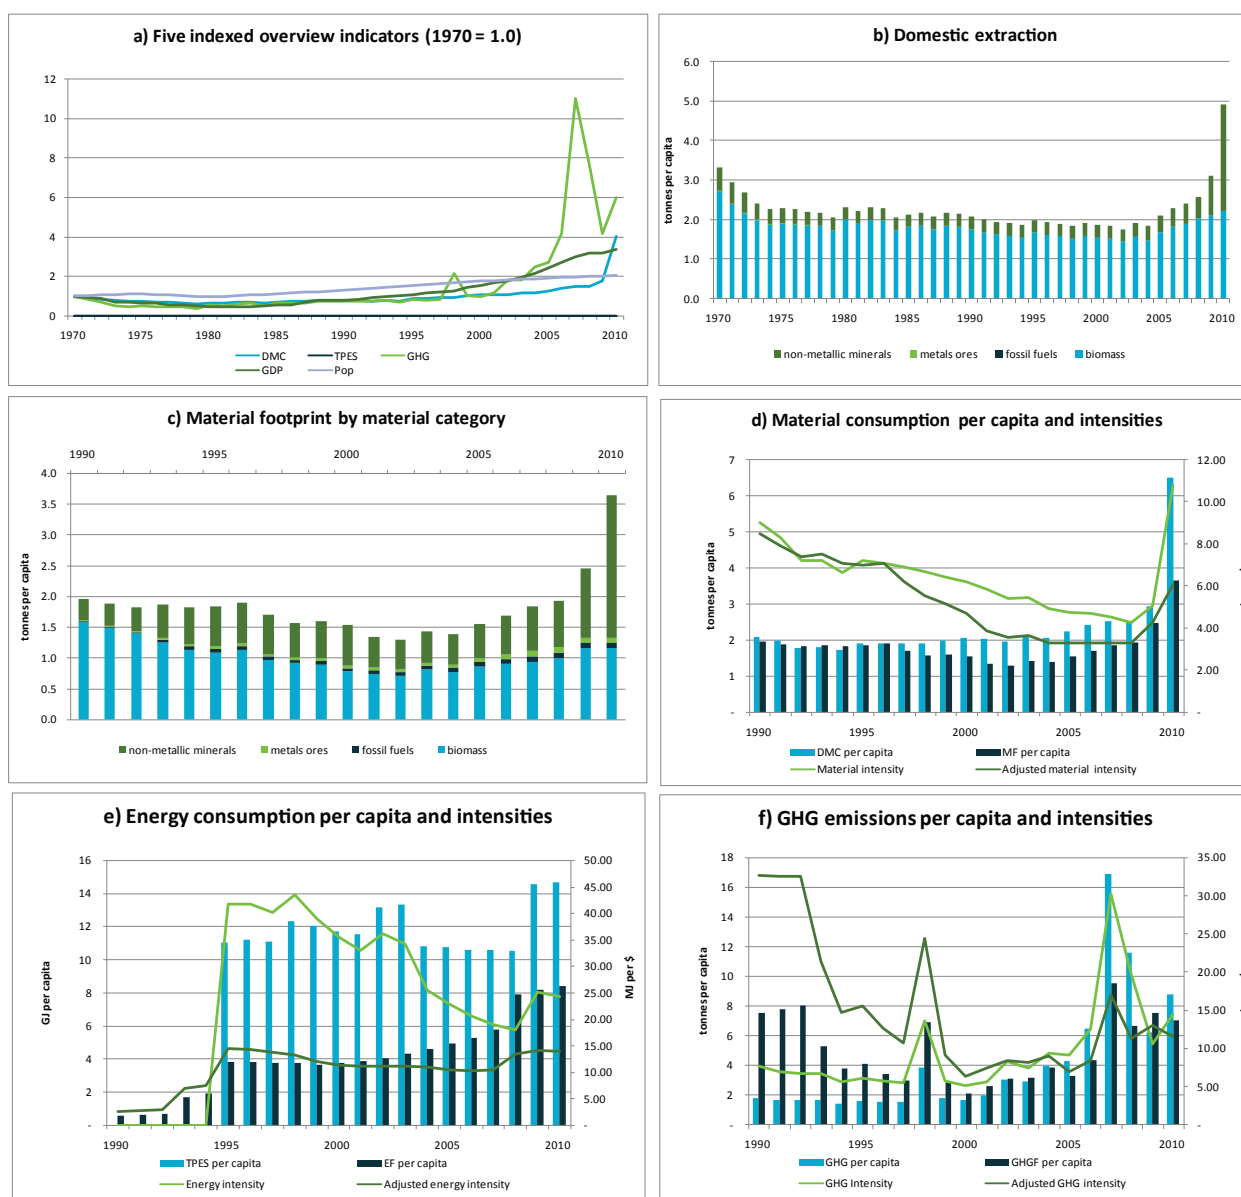 a) Five indexed overview indicators (1970 = 1.0)
12
10
8
6
4
2
0
1970 1975 1980 1985 1990 1995 2000 2005 2010
DMC TPES GHG
GDP Pop
b) Domestic extraction
tonnes per capita
6.0
5.0
4.0
3.0
2.0
1.0
0.0
1970 1975 1980 1985 1990 1995 2000 2005 2010
non-metallic minerals metals ores fossil fuels biomass
c) Material footprint by material category
1990 1995 2000 2005 2010
tonnes per capita
4.0
3.5
3.0
2.5
2.0
1.5
1.0
0.5
0.0
non-metallic minerals metals ores fossil fuels biomass
d) Material consumption per capita and intensities
tonnes per capita
7 12.00
6 10.00
5 8.00
4 6.00
3 4.00
2 2.00
1
- -
1990 1995 2000 2005 2010
DMC per capita MF per capita
Material intensity Adjusted material intensity
e) Energy consumption per capita and intensities
GJ per capita
MJ per $
16 50.00
14 45.00
12 40.00
10 35.00
8 30.00
6 25.00
4 20.00
2 15.00
- 10.00
5.00
-
1990 1995 2000 2005 2010
TPES per capita EF per capita
Energy intensity Adjusted energy intensity
f) GHG emissions per capita and intensities
tonnes per capita
18 35.00
16 30.00
14 25.00
12 20.00
10 15.00
8 10.00
6 5.00
4 -
2
-
1990 1995 2000 2005 2010
GHG per capita GHGF per capita
GHG Intensity Adjusted GHG intensity